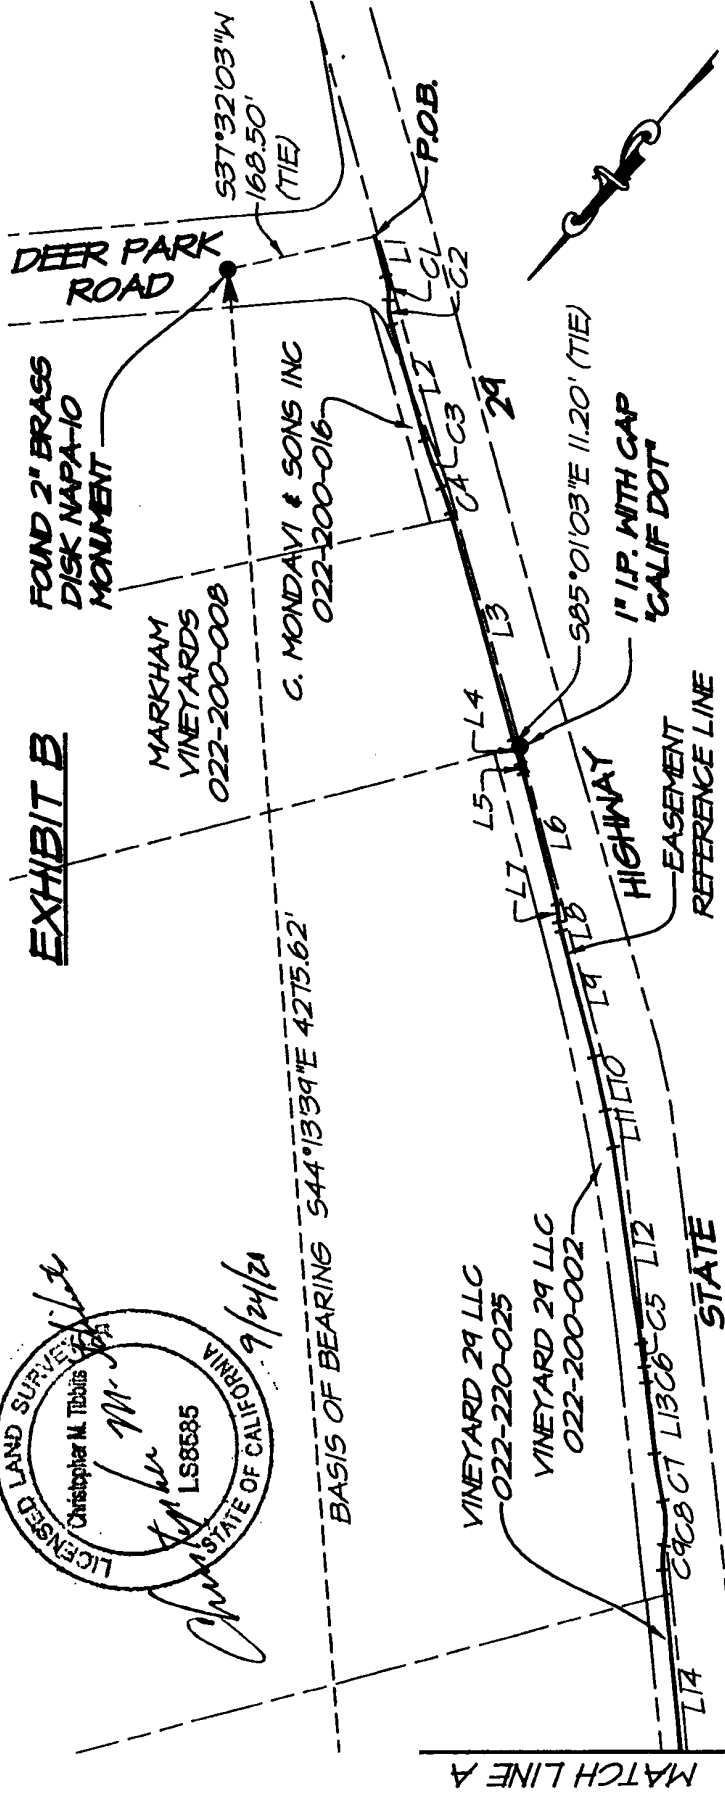 EXHIBIT B
LICENSED LAND SURVEYOR
Christopher M. Tibbits
LS8585
STATE OF CALIFORNIA
9/24/21
FOUND 2" BRASS
DISK NAPA-10
MONUMENT
DEER PARK
ROAD
S37°32'03"W
168.50'
(TIE)
MARKHAM
VINEYARDS
022-200-008
C. MONDAVI & SONS INC
022-200-016
BASIS OF BEARING S44°13'39"E 4275.62'
P.O.B.
L1
C1
C2
L2
C3
C4
L3
L4
L5
L6
L7
L8
L9
L10
L11
L12
C5
C6
L13
C7
C8
C9
L14
S85°01'03"E 11.20' (TIE)
1" I.P. WITH CAP
"CALIF DOT"
EASEMENT
REFERENCE LINE
STATE
HIGHWAY
29
VINEYARD 29 LLC
022-220-025
VINEYARD 29 LLC
022-200-002
MATCH LINE A